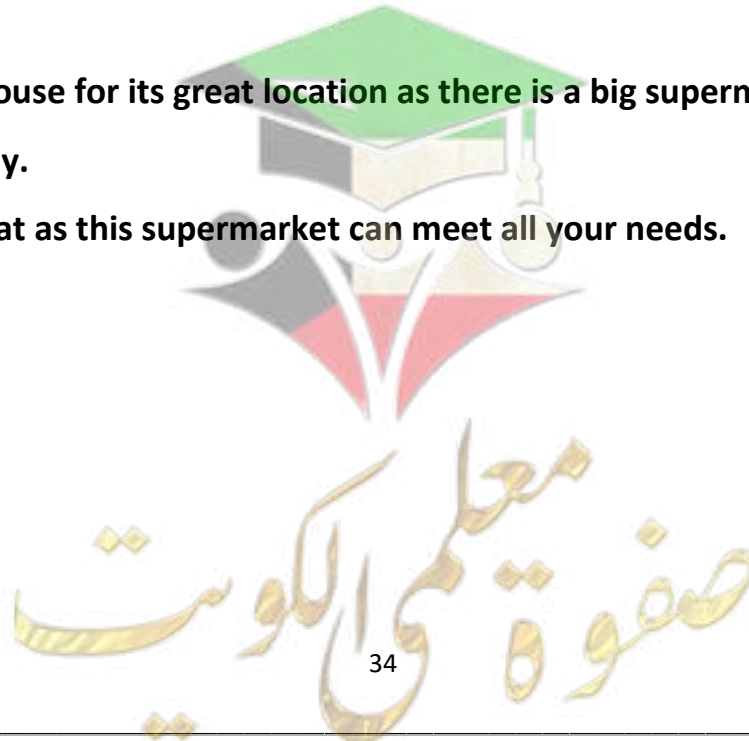 ouse for its great location as there is a big supern
y.
at as this supermarket can meet all your needs.
صفوة معلمي الكويت
34